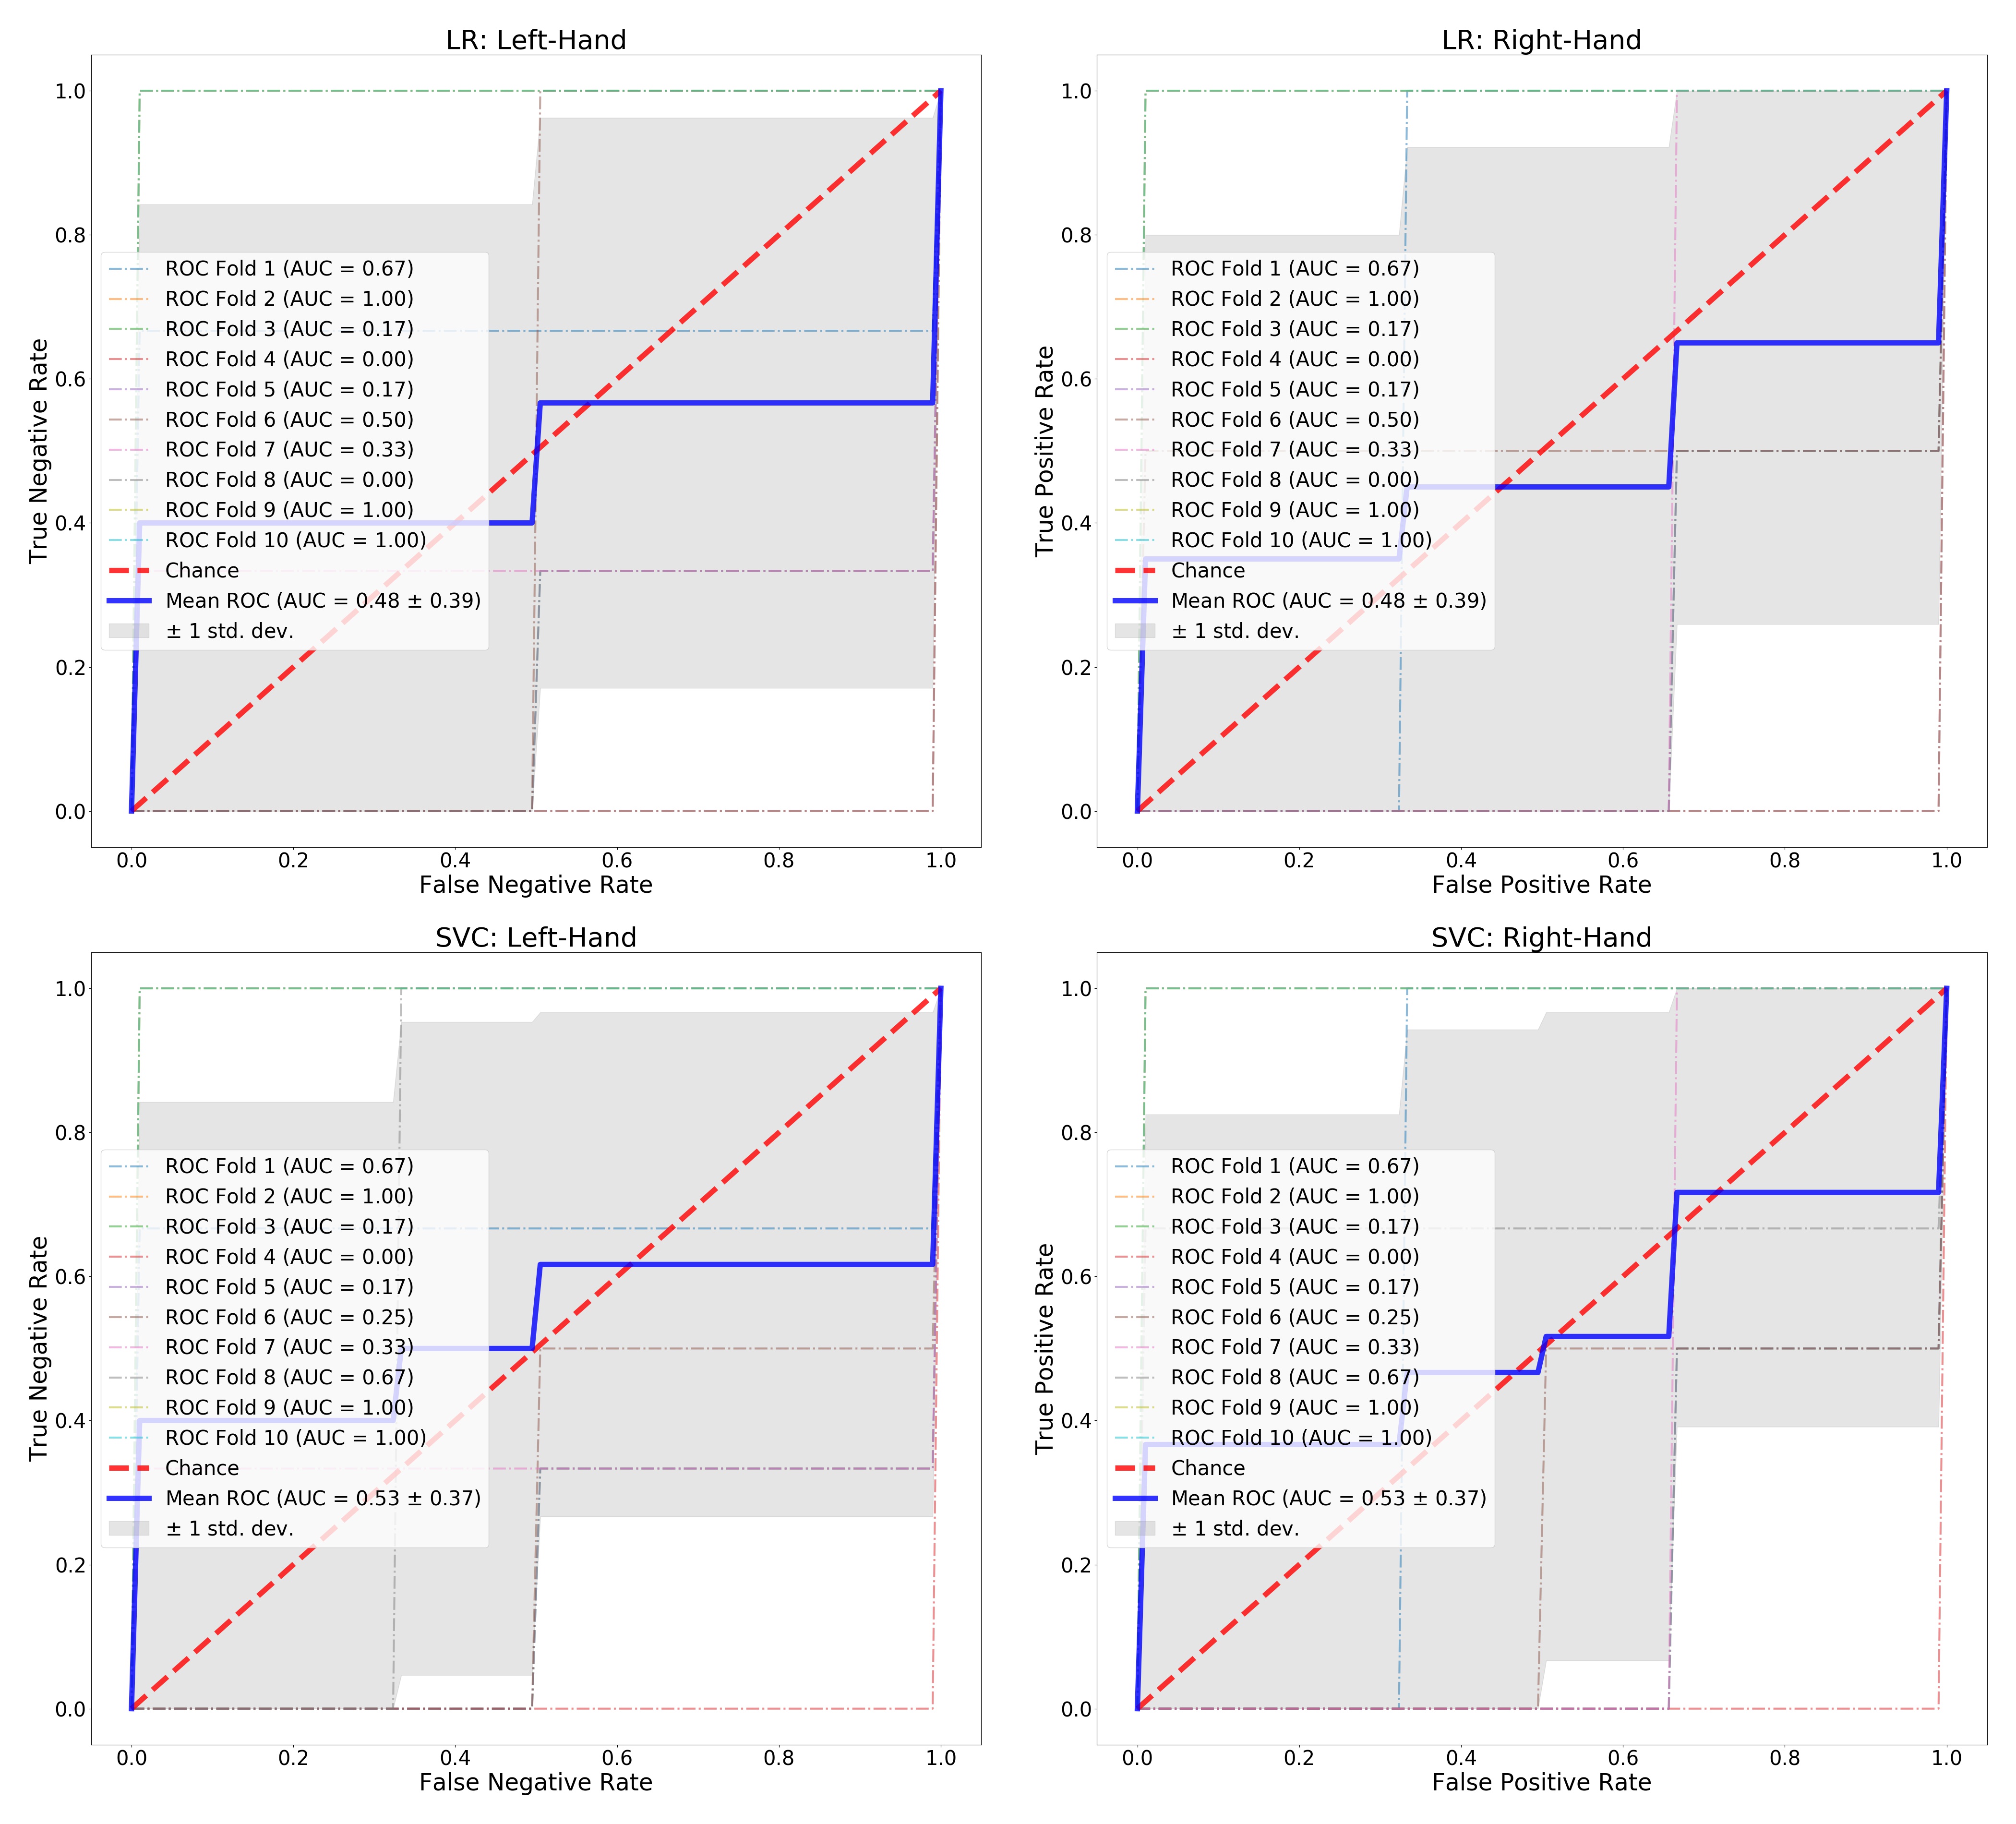 LR: Left-Hand
True Negative Rate
1.0
0.8
0.6
0.4
0.2
0.0
ROC Fold 1 (AUC = 0.67)
ROC Fold 2 (AUC = 1.00)
ROC Fold 3 (AUC = 0.17)
ROC Fold 4 (AUC = 0.00)
ROC Fold 5 (AUC = 0.17)
ROC Fold 6 (AUC = 0.50)
ROC Fold 7 (AUC = 0.33)
ROC Fold 8 (AUC = 0.00)
ROC Fold 9 (AUC = 1.00)
ROC Fold 10 (AUC = 1.00)
Chance
Mean ROC (AUC = 0.48 ± 0.39)
± 1 std. dev.
0.0 0.2 0.4 0.6 0.8 1.0
False Negative Rate
LR: Right-Hand
True Positive Rate
1.0
0.8
0.6
0.4
0.2
0.0
ROC Fold 1 (AUC = 0.67)
ROC Fold 2 (AUC = 1.00)
ROC Fold 3 (AUC = 0.17)
ROC Fold 4 (AUC = 0.00)
ROC Fold 5 (AUC = 0.17)
ROC Fold 6 (AUC = 0.50)
ROC Fold 7 (AUC = 0.33)
ROC Fold 8 (AUC = 0.00)
ROC Fold 9 (AUC = 1.00)
ROC Fold 10 (AUC = 1.00)
Chance
Mean ROC (AUC = 0.48 ± 0.39)
± 1 std. dev.
0.0 0.2 0.4 0.6 0.8 1.0
False Positive Rate
SVC: Left-Hand
True Negative Rate
1.0
0.8
0.6
0.4
0.2
0.0
ROC Fold 1 (AUC = 0.67)
ROC Fold 2 (AUC = 1.00)
ROC Fold 3 (AUC = 0.17)
ROC Fold 4 (AUC = 0.00)
ROC Fold 5 (AUC = 0.17)
ROC Fold 6 (AUC = 0.25)
ROC Fold 7 (AUC = 0.33)
ROC Fold 8 (AUC = 0.67)
ROC Fold 9 (AUC = 1.00)
ROC Fold 10 (AUC = 1.00)
Chance
Mean ROC (AUC = 0.53 ± 0.37)
± 1 std. dev.
0.0 0.2 0.4 0.6 0.8 1.0
False Negative Rate
SVC: Right-Hand
True Positive Rate
1.0
0.8
0.6
0.4
0.2
0.0
ROC Fold 1 (AUC = 0.67)
ROC Fold 2 (AUC = 1.00)
ROC Fold 3 (AUC = 0.17)
ROC Fold 4 (AUC = 0.00)
ROC Fold 5 (AUC = 0.17)
ROC Fold 6 (AUC = 0.25)
ROC Fold 7 (AUC = 0.33)
ROC Fold 8 (AUC = 0.67)
ROC Fold 9 (AUC = 1.00)
ROC Fold 10 (AUC = 1.00)
Chance
Mean ROC (AUC = 0.53 ± 0.37)
± 1 std. dev.
0.0 0.2 0.4 0.6 0.8 1.0
False Positive Rate